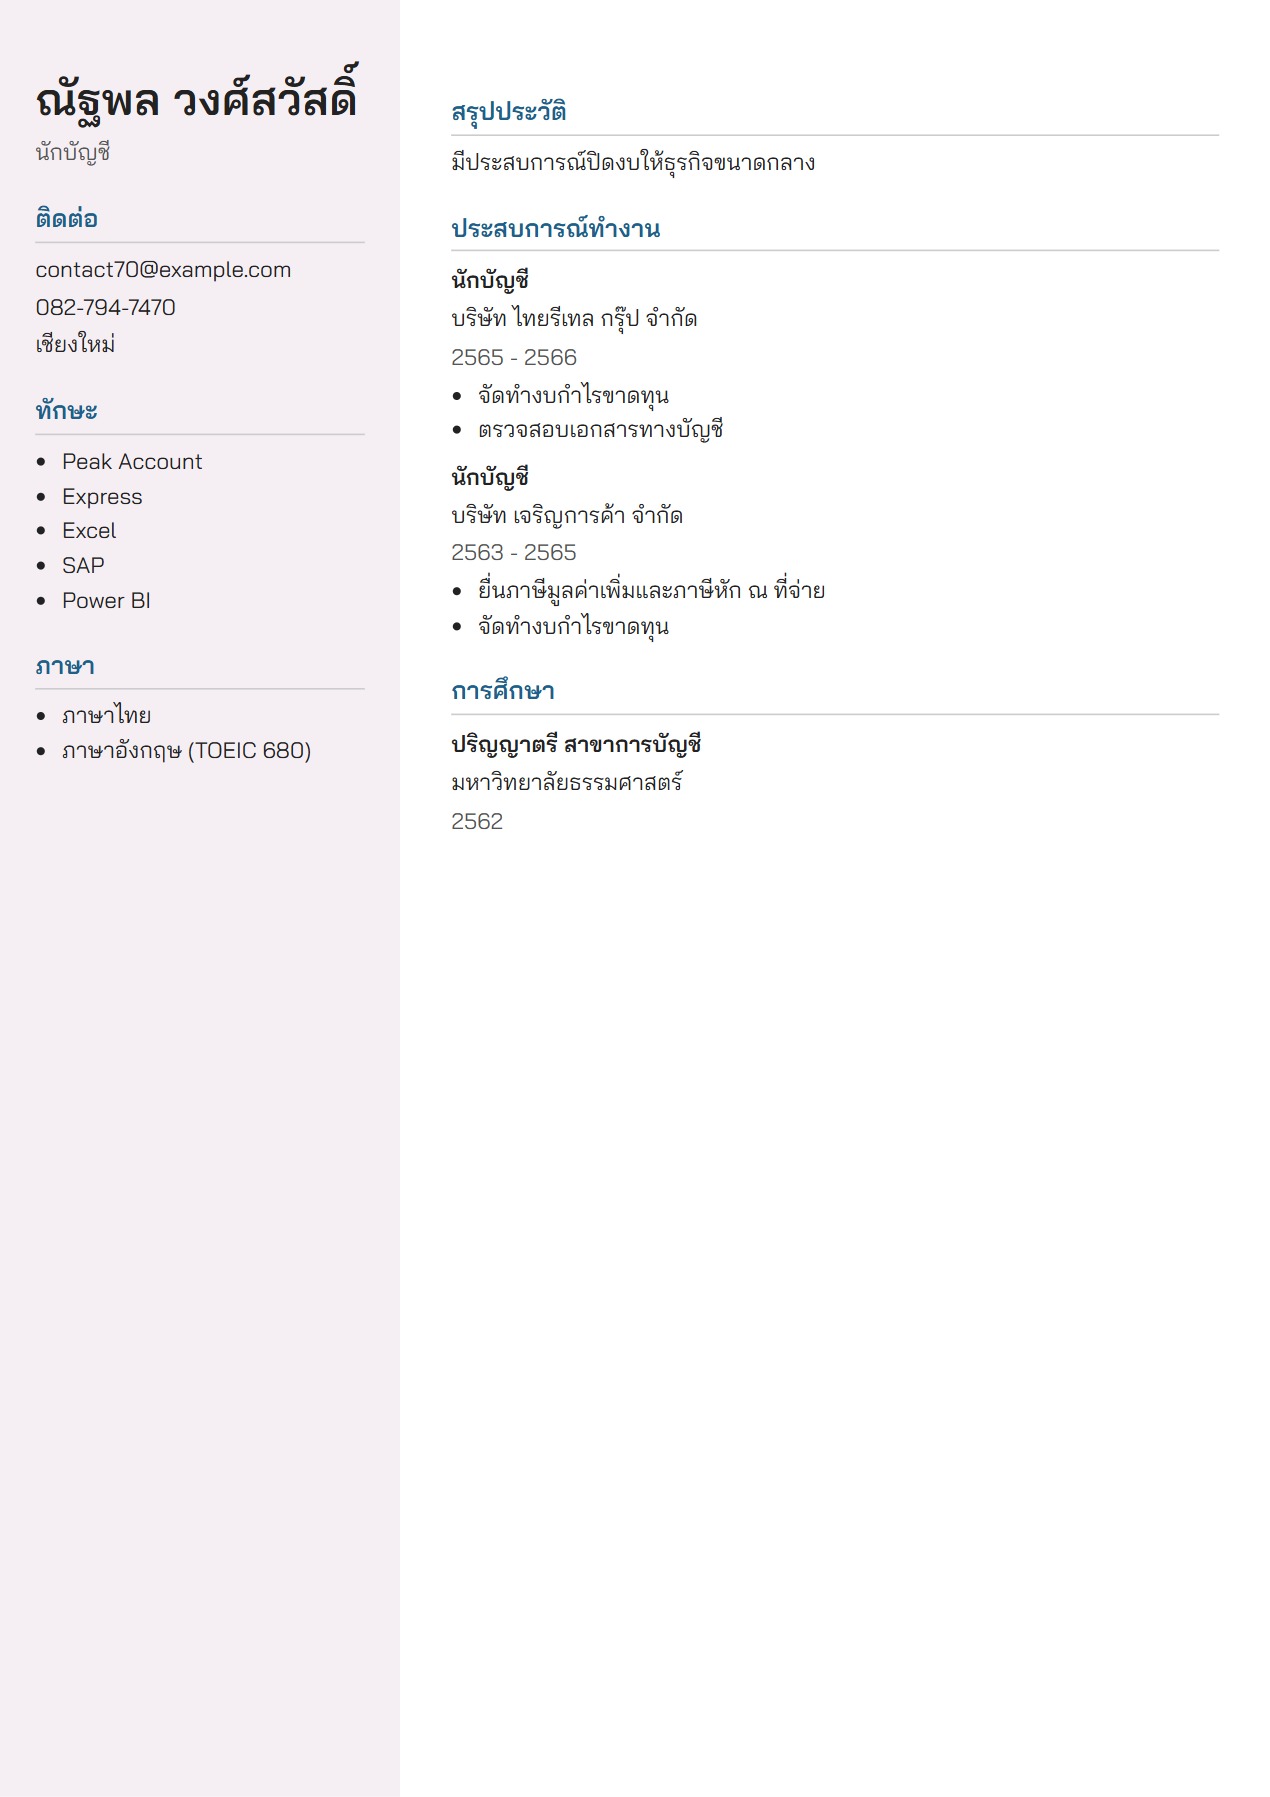 ณัฐพล วงศ์สวัสดิ์
นักบัญชี
ติดต่อ
contact70@example.com
082-794-7470
เชียงใหม่
ทักษะ
• Peak Account
• Express
• Excel
• SAP
• Power BI
ภาษา
• ภาษาไทย
• ภาษาอังกฤษ (TOEIC 680)
สรุปประวัติ
มีประสบการณ์ปิดงบให้ธุรกิจขนาดกลาง
ประสบการณ์ทำงาน
นักบัญชี
บริษัท ไทยรีเทล กรุ๊ป จำกัด
2565 - 2566
• จัดทำงบกำไรขาดทุน
• ตรวจสอบเอกสารทางบัญชี
นักบัญชี
บริษัท เจริญการค้า จำกัด
2563 - 2565
• ยื่นภาษีมูลค่าเพิ่มและภาษีหัก ณ ที่จ่าย
• จัดทำงบกำไรขาดทุน
การศึกษา
ปริญญาตรี สาขาการบัญชี
มหาวิทยาลัยธรรมศาสตร์
2562